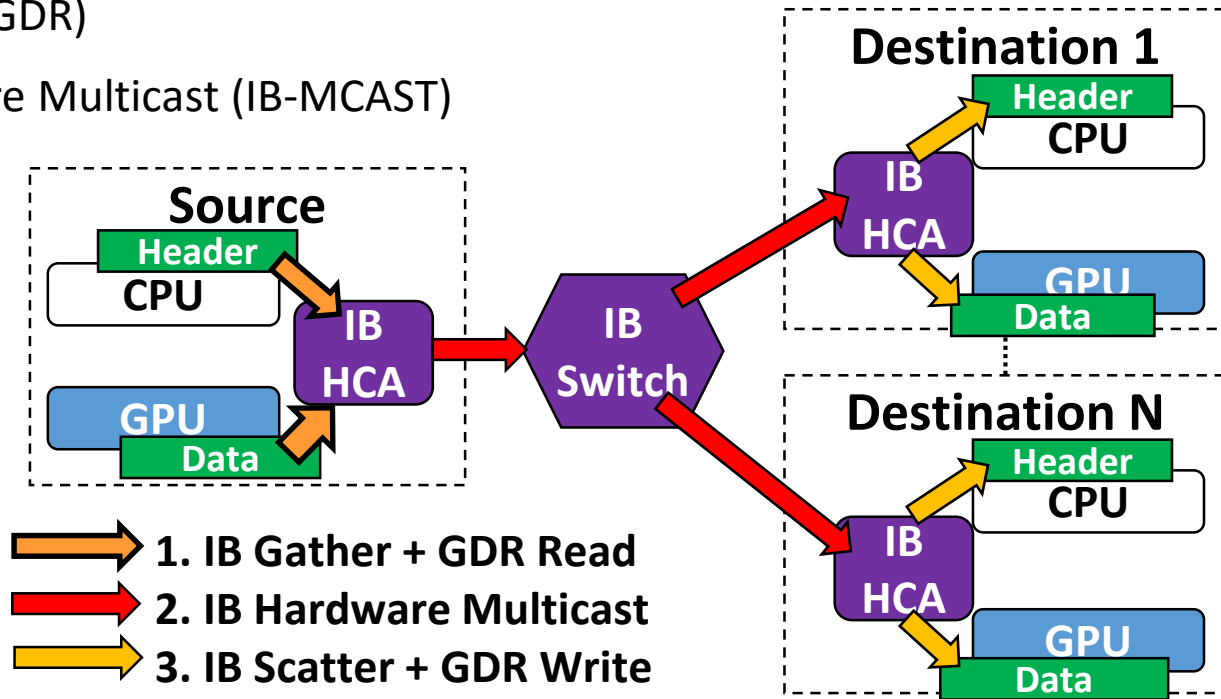 GDR)
re Multicast (IB-MCAST)
Source
Header
CPU
GPU
Data
IB
HCA
IB
Switch
Destination 1
Header
CPU
IB
HCA
GPU
Data
Destination N
Header
CPU
IB
HCA
GPU
Data
1. IB Gather + GDR Read
2. IB Hardware Multicast
3. IB Scatter + GDR Write